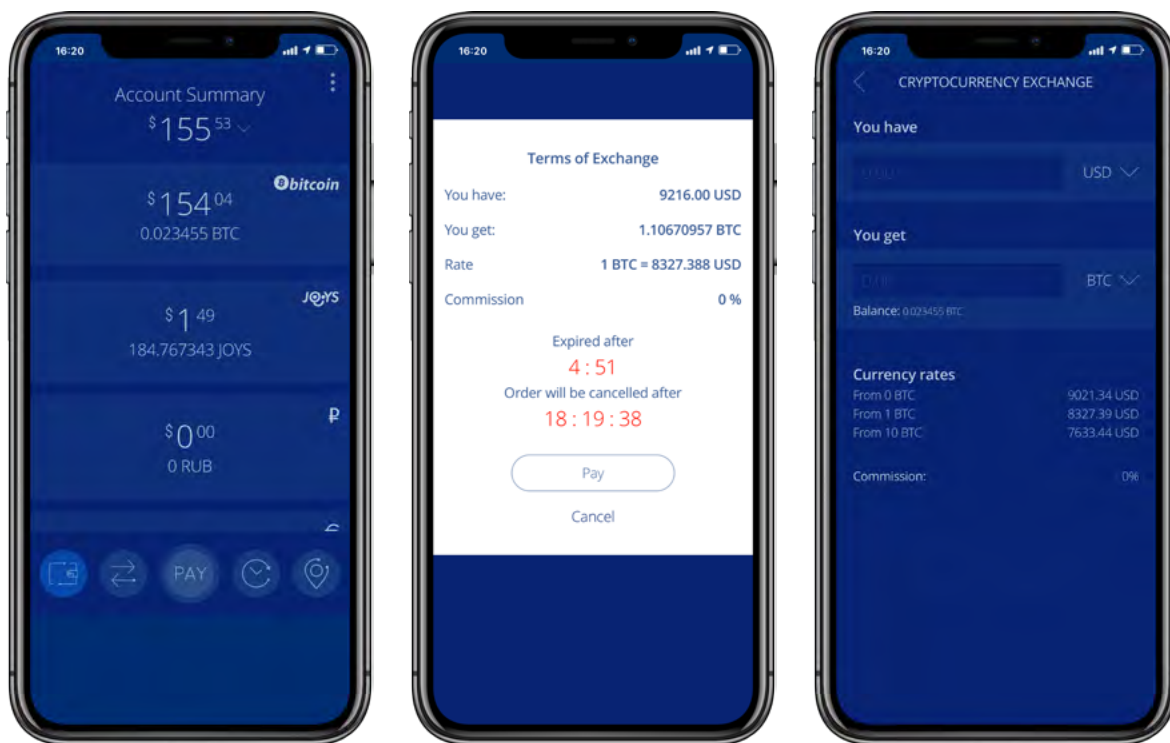 16:20
Account Summary
$155 53
bitcoin
$154 04
0.023455 BTC
JOYS
$1 49
184.767343 JOYS
₽
$0 00
0 RUB
PAY
16:20
Terms of Exchange
You have: 9216.00 USD
You get: 1.10670957 BTC
Rate 1 BTC = 8327.388 USD
Commission 0 %
Expired after
4 : 51
Order will be cancelled after
18 : 19 : 38
Pay
Cancel
16:20
CRYPTOCURRENCY EXCHANGE
You have
0.00 USD
You get
0.00 BTC
Balance: 0.023455 BTC
Currency rates
From 0 BTC 9021.34 USD
From 1 BTC 8327.39 USD
From 10 BTC 7633.44 USD
Commission: 0%